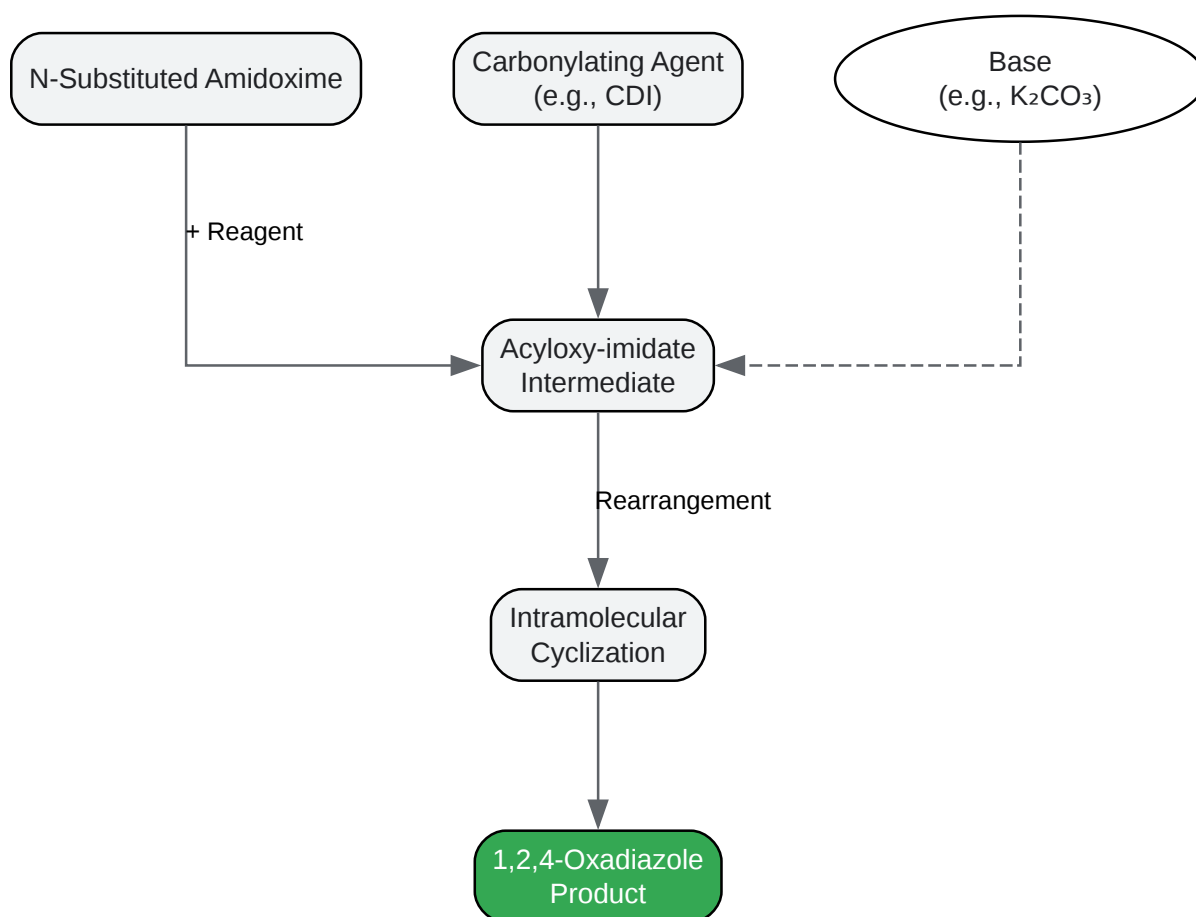 N-Substituted Amidoxime
Carbonylating Agent
(e.g., CDI)
Base
(e.g., K₂CO₃)
+ Reagent
Acyloxy-imidate
Intermediate
Rearrangement
Intramolecular
Cyclization
1,2,4-Oxadiazole
Product